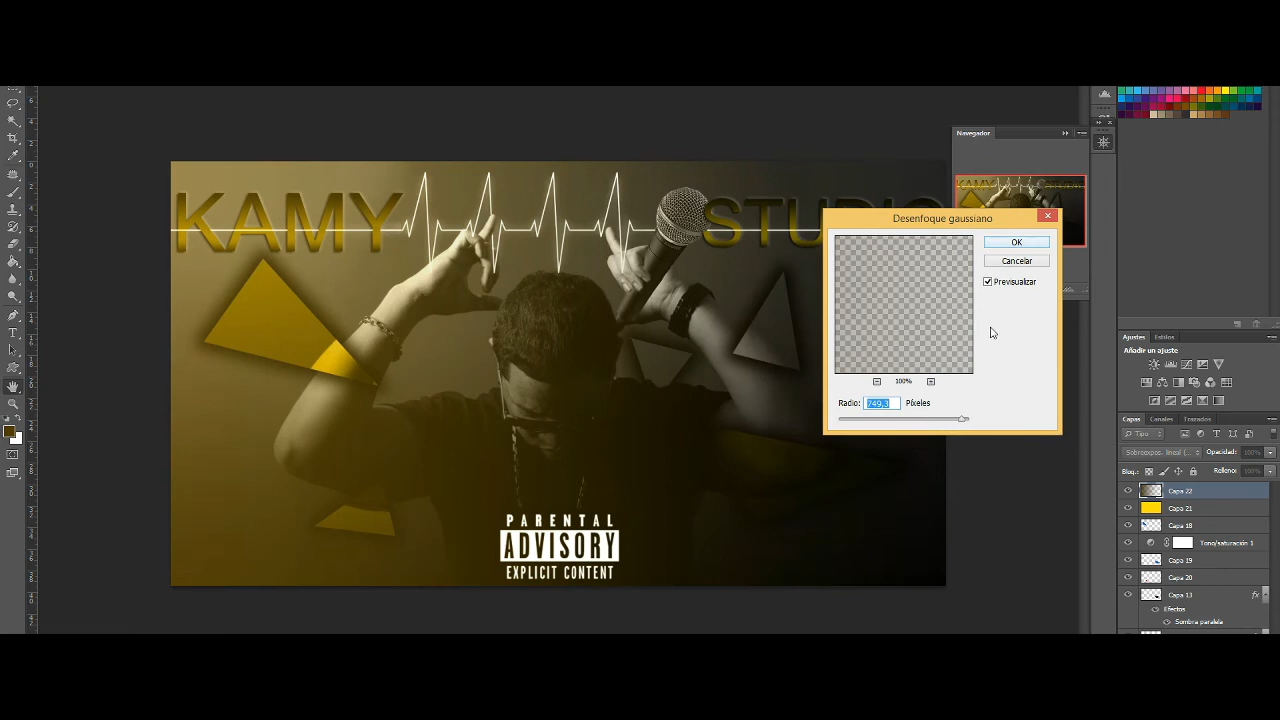 Navegador
KAMY
STUDIO
PARENTAL
ADVISORY
EXPLICIT CONTENT
Desenfoque gaussiano
OK
Cancelar
Previsualizar
100%
Radio: 749,3 Píxeles
Ajustes Estilos
Añadir un ajuste
Capas Canales Trazados
Tipo
Sobreexpos. lineal (... Opacidad: 100%
Bloq.: Relleno: 100%
Capa 22
Capa 21
Capa 18
Tono/saturación 1
Capa 19
Capa 20
Capa 13 fx
Efectos
Sombra paralela